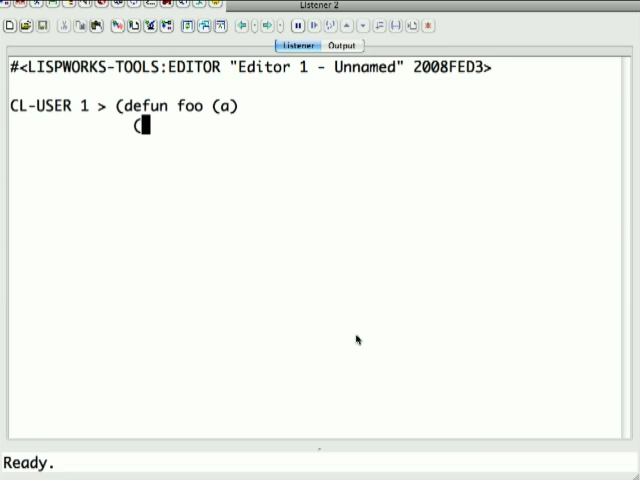 Listener 2
Listener Output
#<LISPWORKS-TOOLS:EDITOR "Editor 1 - Unnamed" 2008FED3>
CL-USER 1 > (defun foo (a)
(
Ready.